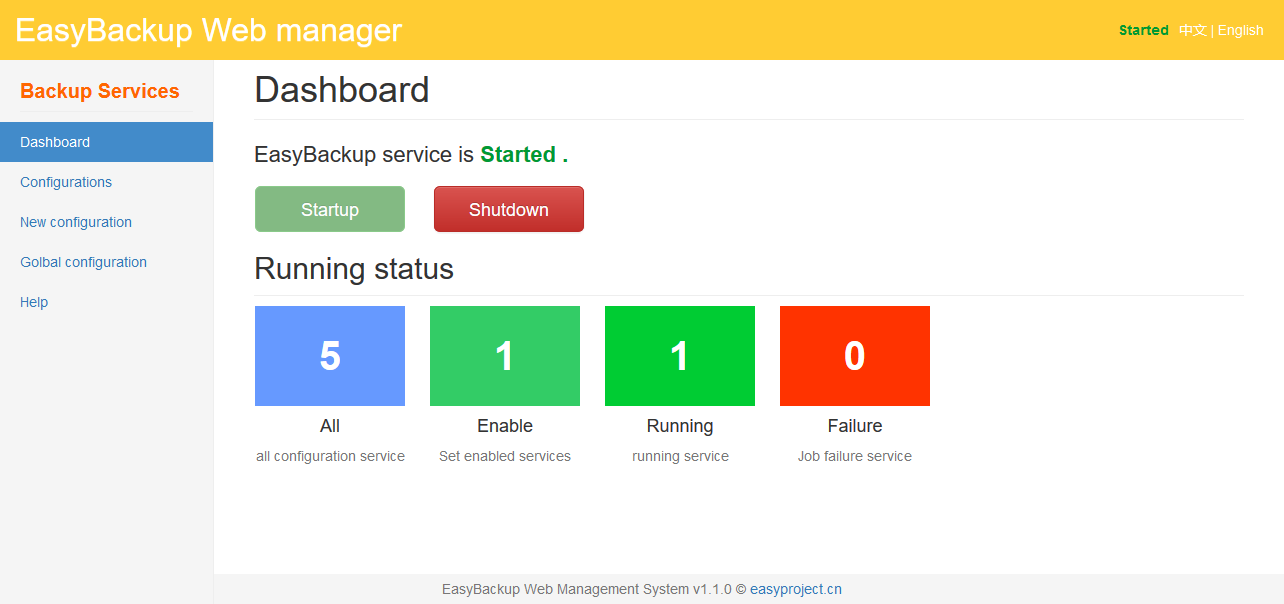 EasyBackup Web manager
Started 中文 | English
Backup Services
Dashboard
Configurations
New configuration
Golbal configuration
Help
Dashboard
EasyBackup service is Started .
Startup Shutdown
Running status
5 1 1 0
All Enable Running Failure
all configuration service Set enabled services running service Job failure service
EasyBackup Web Management System v1.1.0 © easyproject.cn